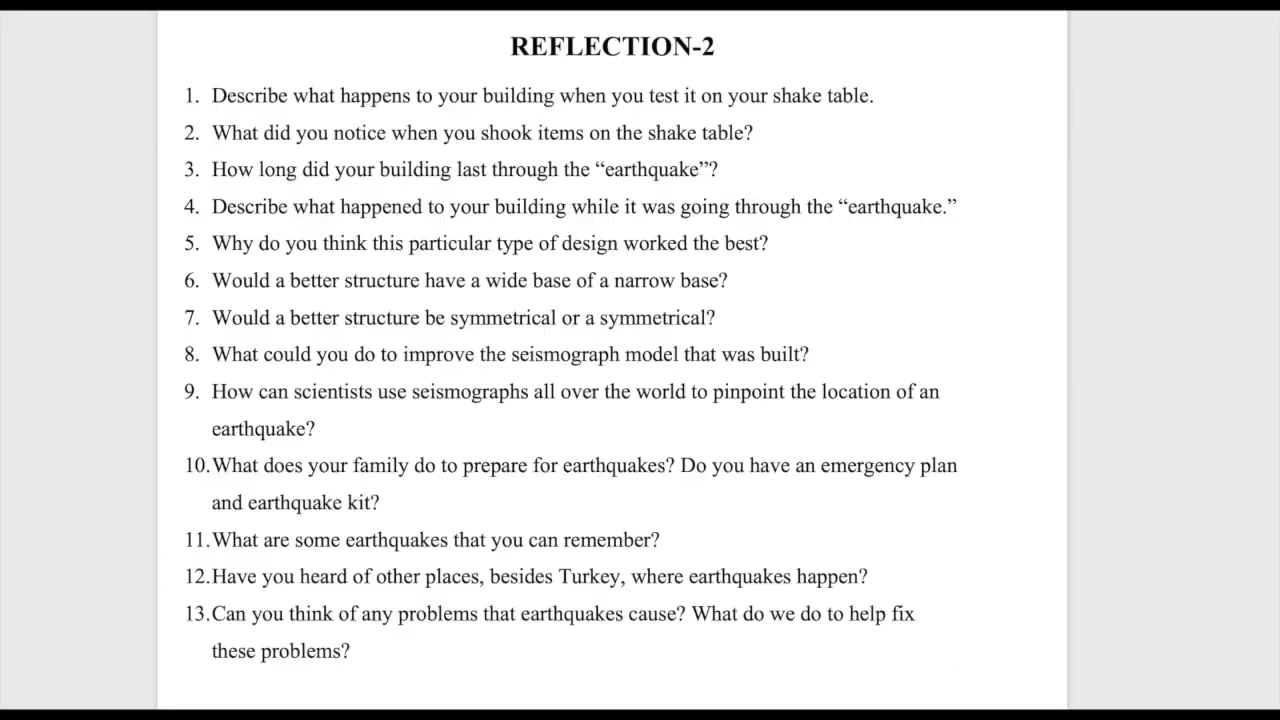 REFLECTION-2
1. Describe what happens to your building when you test it on your shake table.
2. What did you notice when you shook items on the shake table?
3. How long did your building last through the “earthquake”?
4. Describe what happened to your building while it was going through the “earthquake.”
5. Why do you think this particular type of design worked the best?
6. Would a better structure have a wide base of a narrow base?
7. Would a better structure be symmetrical or a symmetrical?
8. What could you do to improve the seismograph model that was built?
9. How can scientists use seismographs all over the world to pinpoint the location of an
earthquake?
10.What does your family do to prepare for earthquakes? Do you have an emergency plan
and earthquake kit?
11.What are some earthquakes that you can remember?
12.Have you heard of other places, besides Turkey, where earthquakes happen?
13.Can you think of any problems that earthquakes cause? What do we do to help fix
these problems?